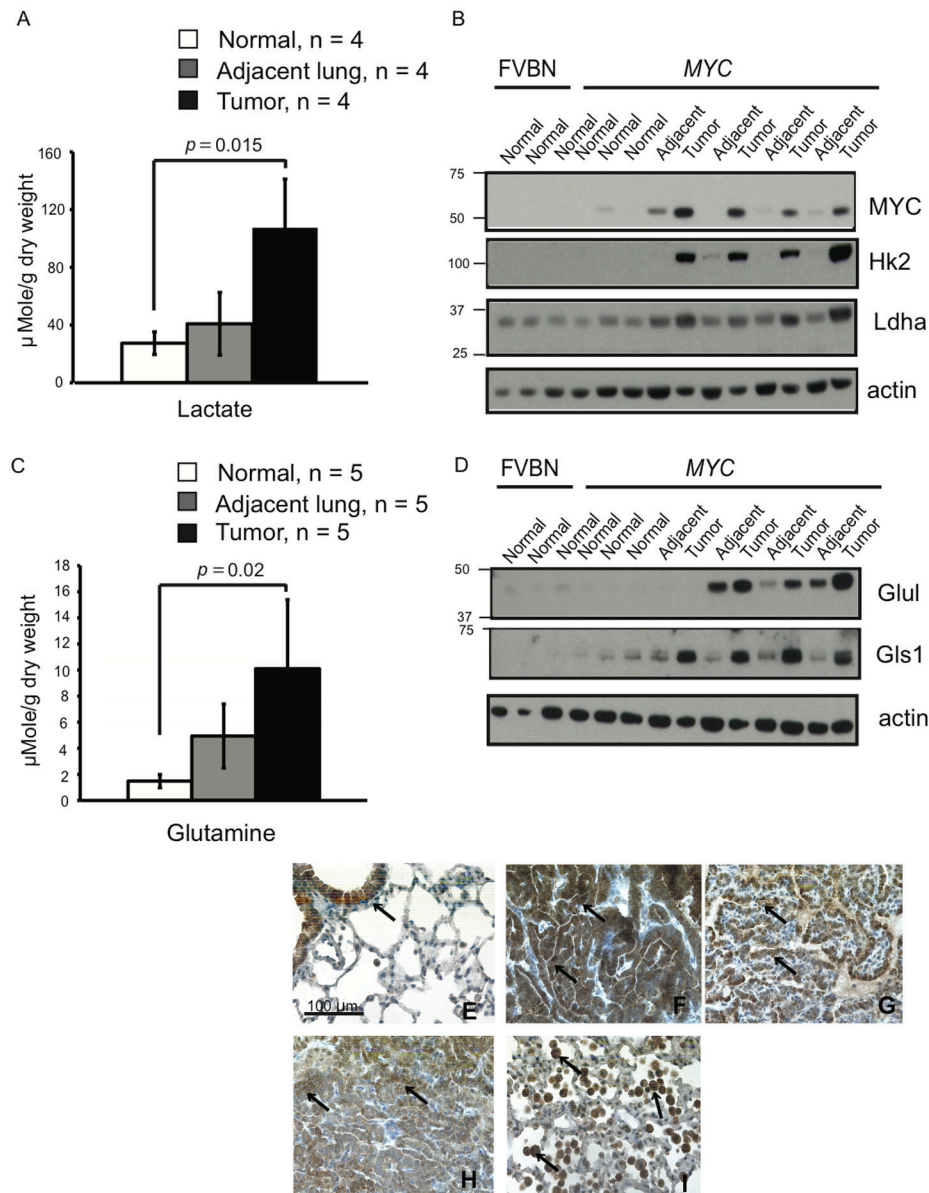 A
Normal, n = 4
Adjacent lung, n = 4
Tumor, n = 4
p = 0.015
160
120
80
40
0
µ Mole/g dry weight
Lactate
B
FVBN MYC
Normal Normal Normal Normal Normal Normal Adjacent Tumor Adjacent Tumor Adjacent Tumor Adjacent Tumor
75
50
MYC
100
Hk2
37
25
Ldha
actin
C
Normal, n = 5
Adjacent lung, n = 5
Tumor, n = 5
p = 0.02
18
16
14
12
10
8
6
4
2
0
µMole/g dry weight
Glutamine
D
FVBN MYC
Normal Normal Normal Normal Normal Normal Adjacent Tumor Adjacent Tumor Adjacent Tumor Adjacent Tumor
50
37
Glul
75
Gls1
actin
100 µm
E
F
G
H
I